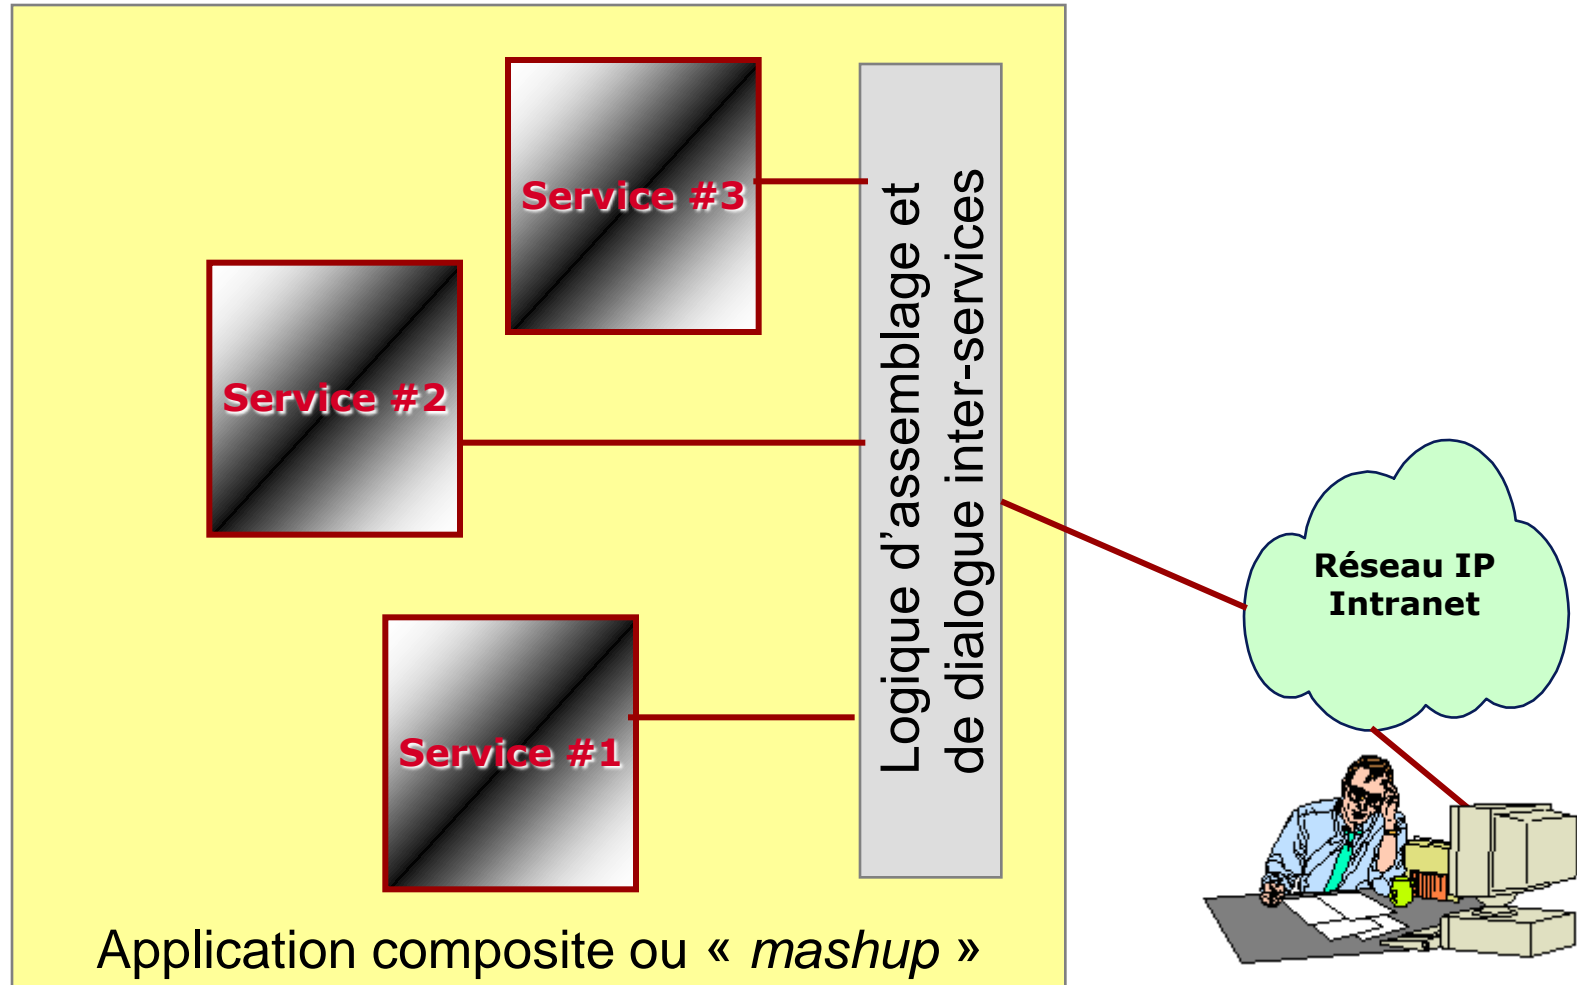 Service #3
Service #2
Service #1
Logique d’assemblage et
de dialogue inter-services
Réseau IP
Intranet
Application composite ou « mashup »